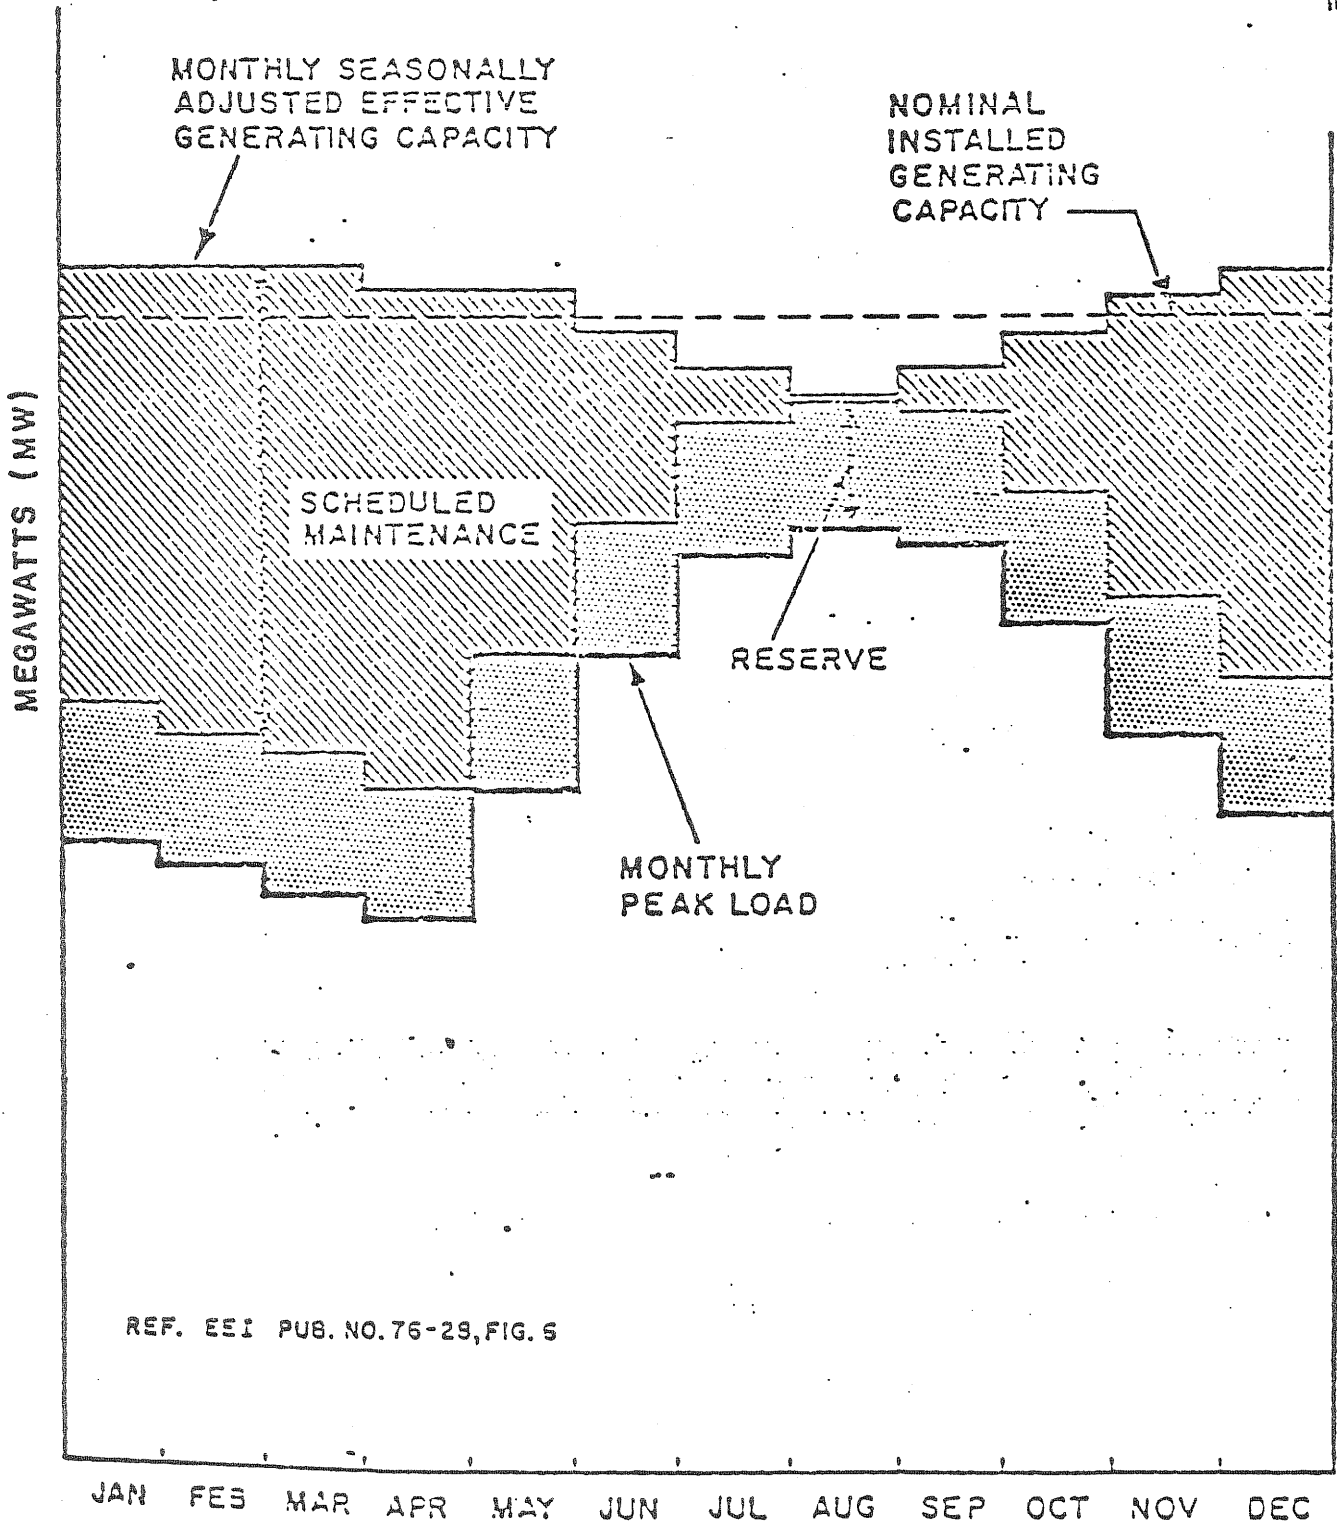 MONTHLY SEASONALLY
ADJUSTED EFFECTIVE
GENERATING CAPACITY
NOMINAL
INSTALLED
GENERATING
CAPACITY
MEGAWATTS (MW)
SCHEDULED
MAINTENANCE
RESERVE
MONTHLY
PEAK LOAD
REF. EEI PUB. NO. 76-28, FIG. 6
JAN FEB MAR APR MAY JUN JUL AUG SEP OCT NOV DEC